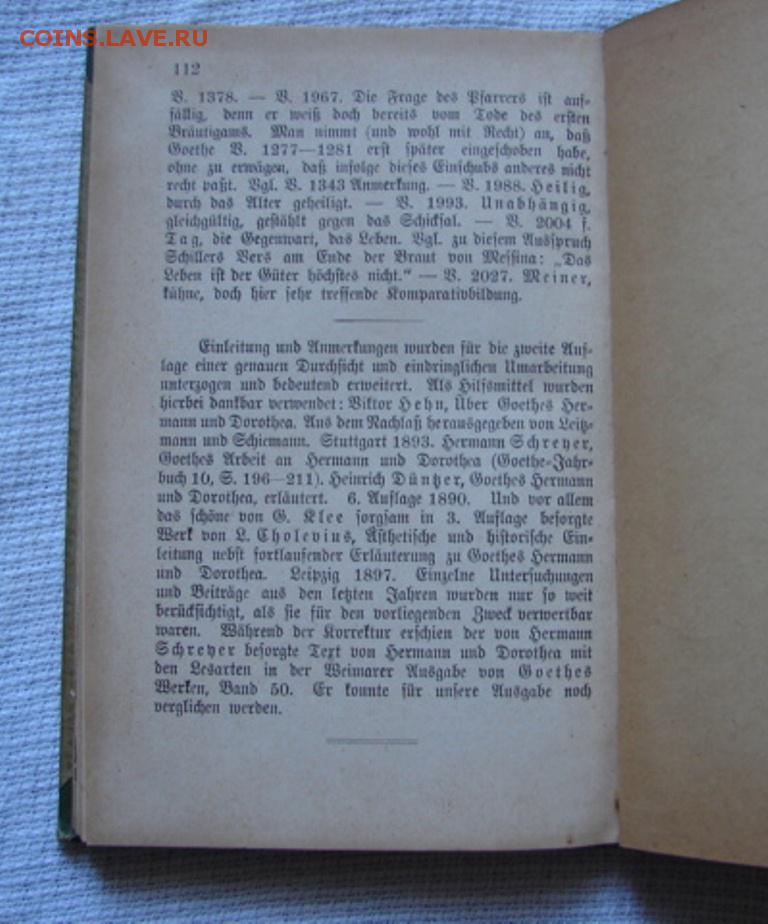 COINS.LAVE.RU
112
V. 1378. — V. 1967. Die Frage des Pfarrers ist auf-
fällig, denn er weiß doch bereits vom Tode des ersten
Bräutigams. Man nimmt (und wohl mit Recht) an, daß
Goethe V. 1277—1281 erst später eingeschoben habe,
ohne zu erwägen, daß infolge dieses Einschubs anderes nicht
recht paßt. Vgl. V. 1343 Anmerkung. — V. 1988. Heilig,
durch das Alter geheiligt. — V. 1993. Unabhängig,
gleichgültig, gestählt gegen das Schicksal. — V. 2004 f.
Tag, die Gegenwart, das Leben. Vgl. zu diesem Ausspruch
Schillers Vers am Ende der Braut von Messina: „Das
Leben ist der Güter höchstes nicht.“ — V. 2027. Meiner,
kühne, doch hier sehr treffende Komparativbildung.
Einleitung und Anmerkungen wurden für die zweite Auf-
lage einer genauen Durchsicht und eindringlichen Umarbeitung
unterzogen und bedeutend erweitert. Als Hilfsmittel wurden
hierbei dankbar verwendet: Viktor Hehn, Über Goethes Her-
mann und Dorothea. Aus dem Nachlaß herausgegeben von Leitz-
mann und Schiemann. Stuttgart 1893. Hermann Schreyer,
Goethes Arbeit an Hermann und Dorothea (Goethe-Jahr-
buch 10, S. 196—211). Heinrich Düntzer, Goethes Hermann
und Dorothea, erläutert. 6. Auflage 1890. Und vor allem
das schöne von G. Klee sorgsam in 3. Auflage besorgte
Werk von L. Cholevius, Ästhetische und historische Ein-
leitung nebst fortlaufender Erläuterung zu Goethes Hermann
und Dorothea. Leipzig 1897. Einzelne Untersuchungen
und Beiträge aus den letzten Jahren wurden nur so weit
berücksichtigt, als sie für den vorliegenden Zweck verwertbar
waren. Während der Korrektur erschien der von Hermann
Schreyer besorgte Text von Hermann und Dorothea mit
den Lesarten in der Weimarer Ausgabe von Goethes
Werken, Band 50. Er konnte für unsere Ausgabe noch
verglichen werden.